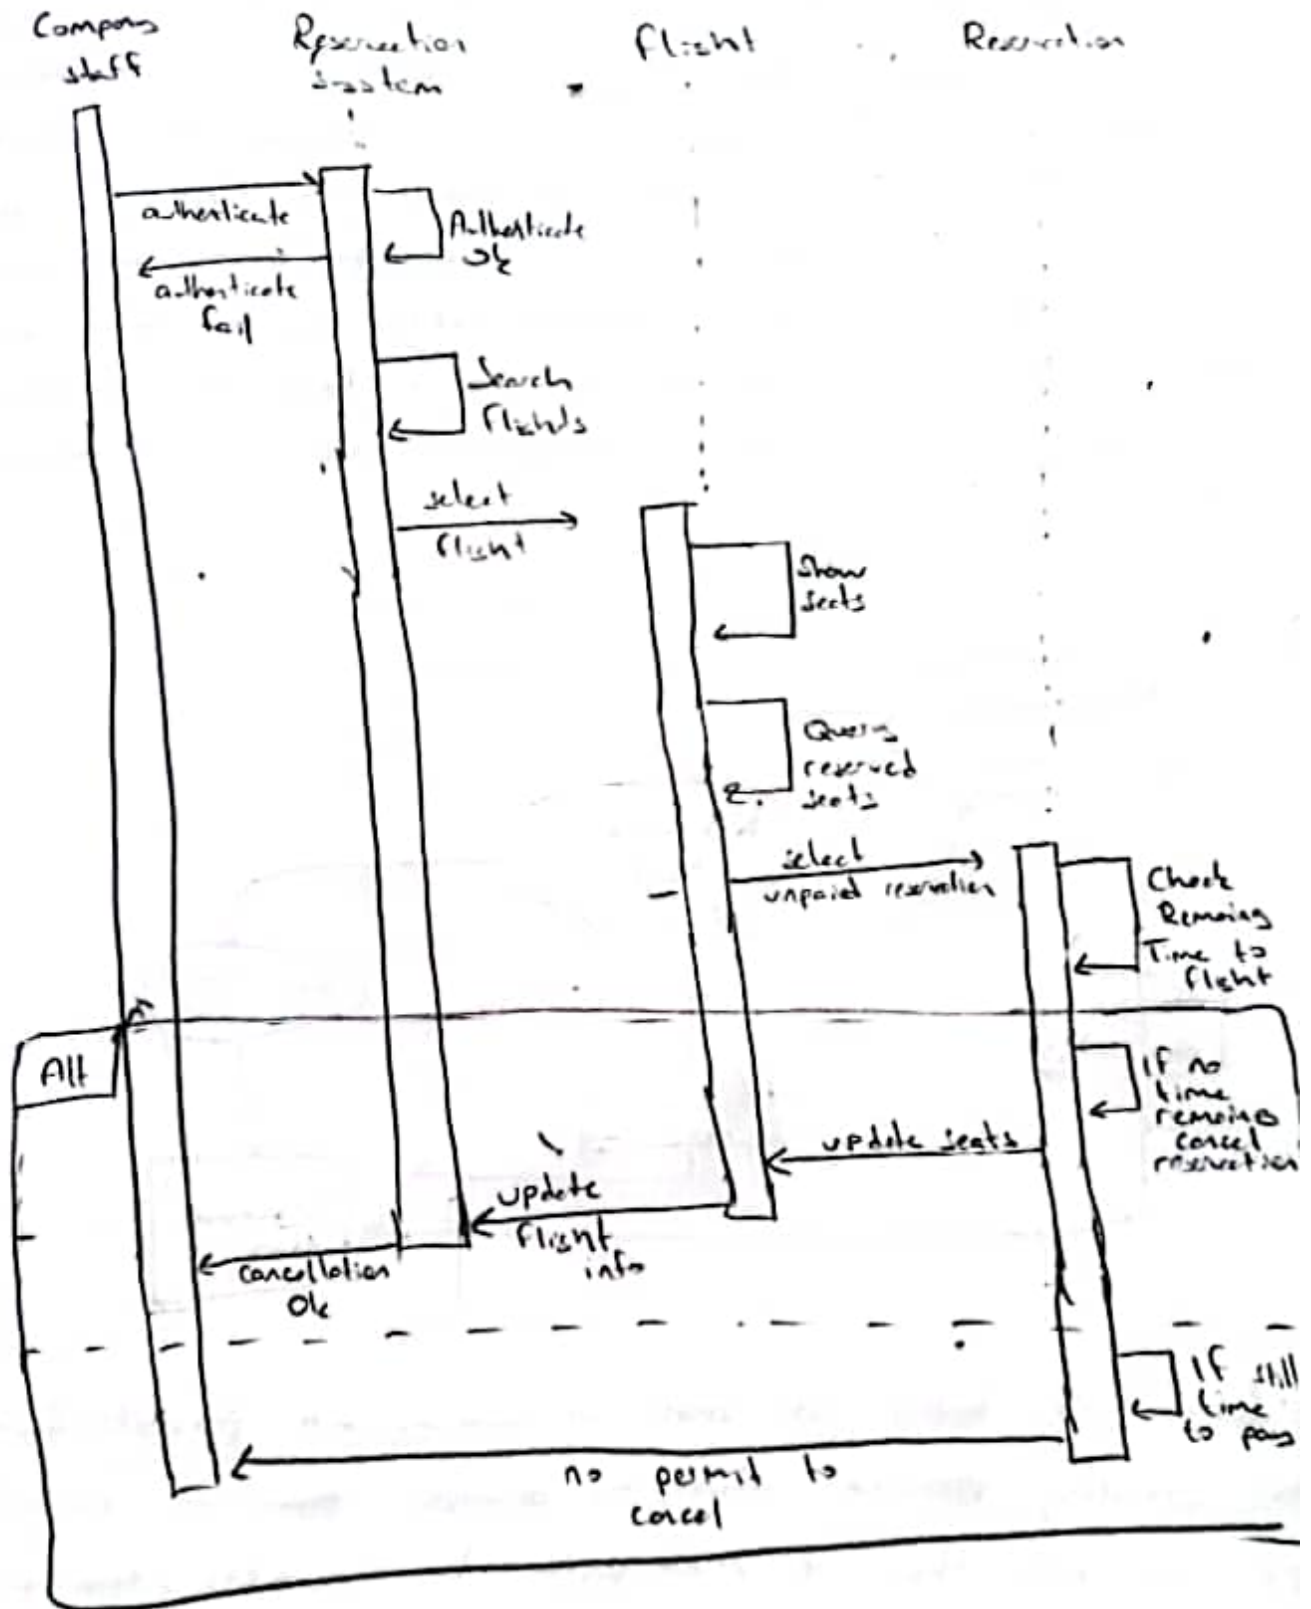 Company
staff
Reservation
system
Flight
Reservation
authenticate
Authenticate
Ok
authenticate
fail
Search
flights
select
flight
Show
seats
Query
reserved
seats
select
unpaid reservation
Check
Remaing
Time to
flight
Alt
If no
time
remaines
cancel
reservation
update seats
update
flight
info
cancellation
Ok
If still
time
to pay
no permit to
cancel